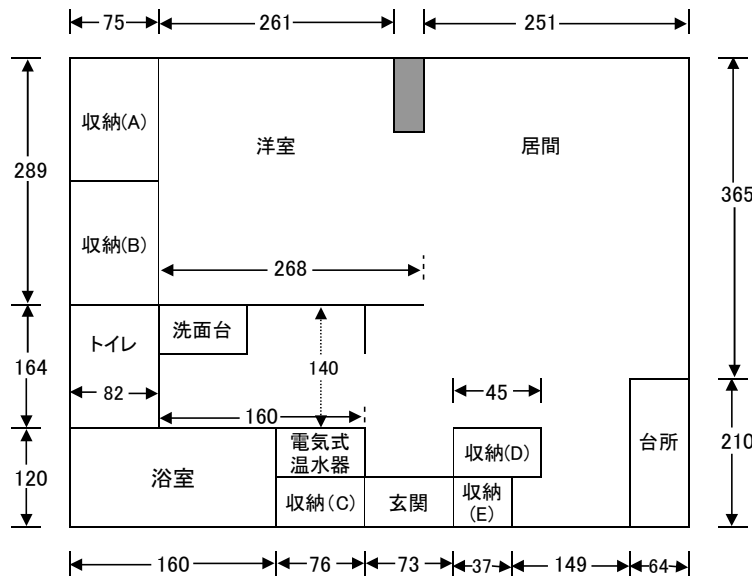 75
261
251
収納(A)
洋室
居間
289
365
収納(B)
268
トイレ
洗面台
164
140
82
45
160
電気式
温水器
収納(D)
台所
210
浴室
120
収納(C)
玄関
収納
(E)
160
76
73
37
149
64